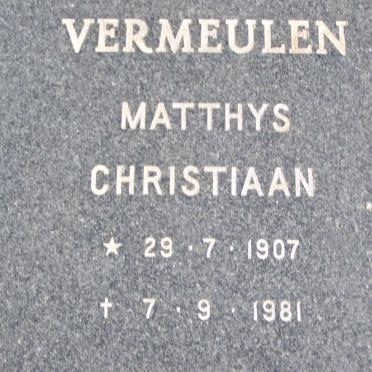 VERMEULEN
MATTHYS
CHRISTIAAN
★ 29·7·1907
† 7·9·1981